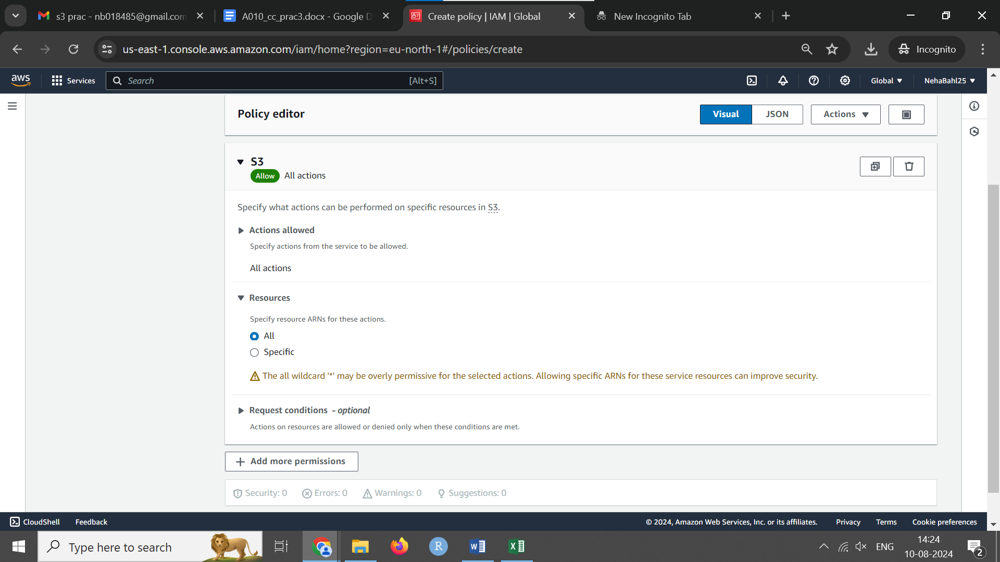 s3 prac - nb018485@gmail.com
A010_cc_prac3.docx - Google D
Create policy | IAM | Global
New Incognito Tab
us-east-1.console.aws.amazon.com/iam/home?region=eu-north-1#/policies/create
Incognito
aws
Services
Search
[Alt+S]
Global
NehaBahl25
Policy editor
Visual
JSON
Actions
S3
Allow All actions
Specify what actions can be performed on specific resources in S3.
Actions allowed
Specify actions from the service to be allowed.
All actions
Resources
Specify resource ARNs for these actions.
All
Specific
The all wildcard '*' may be overly permissive for the selected actions. Allowing specific ARNs for these service resources can improve security.
Request conditions - optional
Actions on resources are allowed or denied only when these conditions are met.
Add more permissions
Security: 0
Errors: 0
Warnings: 0
Suggestions: 0
CloudShell
Feedback
© 2024, Amazon Web Services, Inc. or its affiliates.
Privacy
Terms
Cookie preferences
Type here to search
R
W
X
ENG
14:24
10-08-2024
2